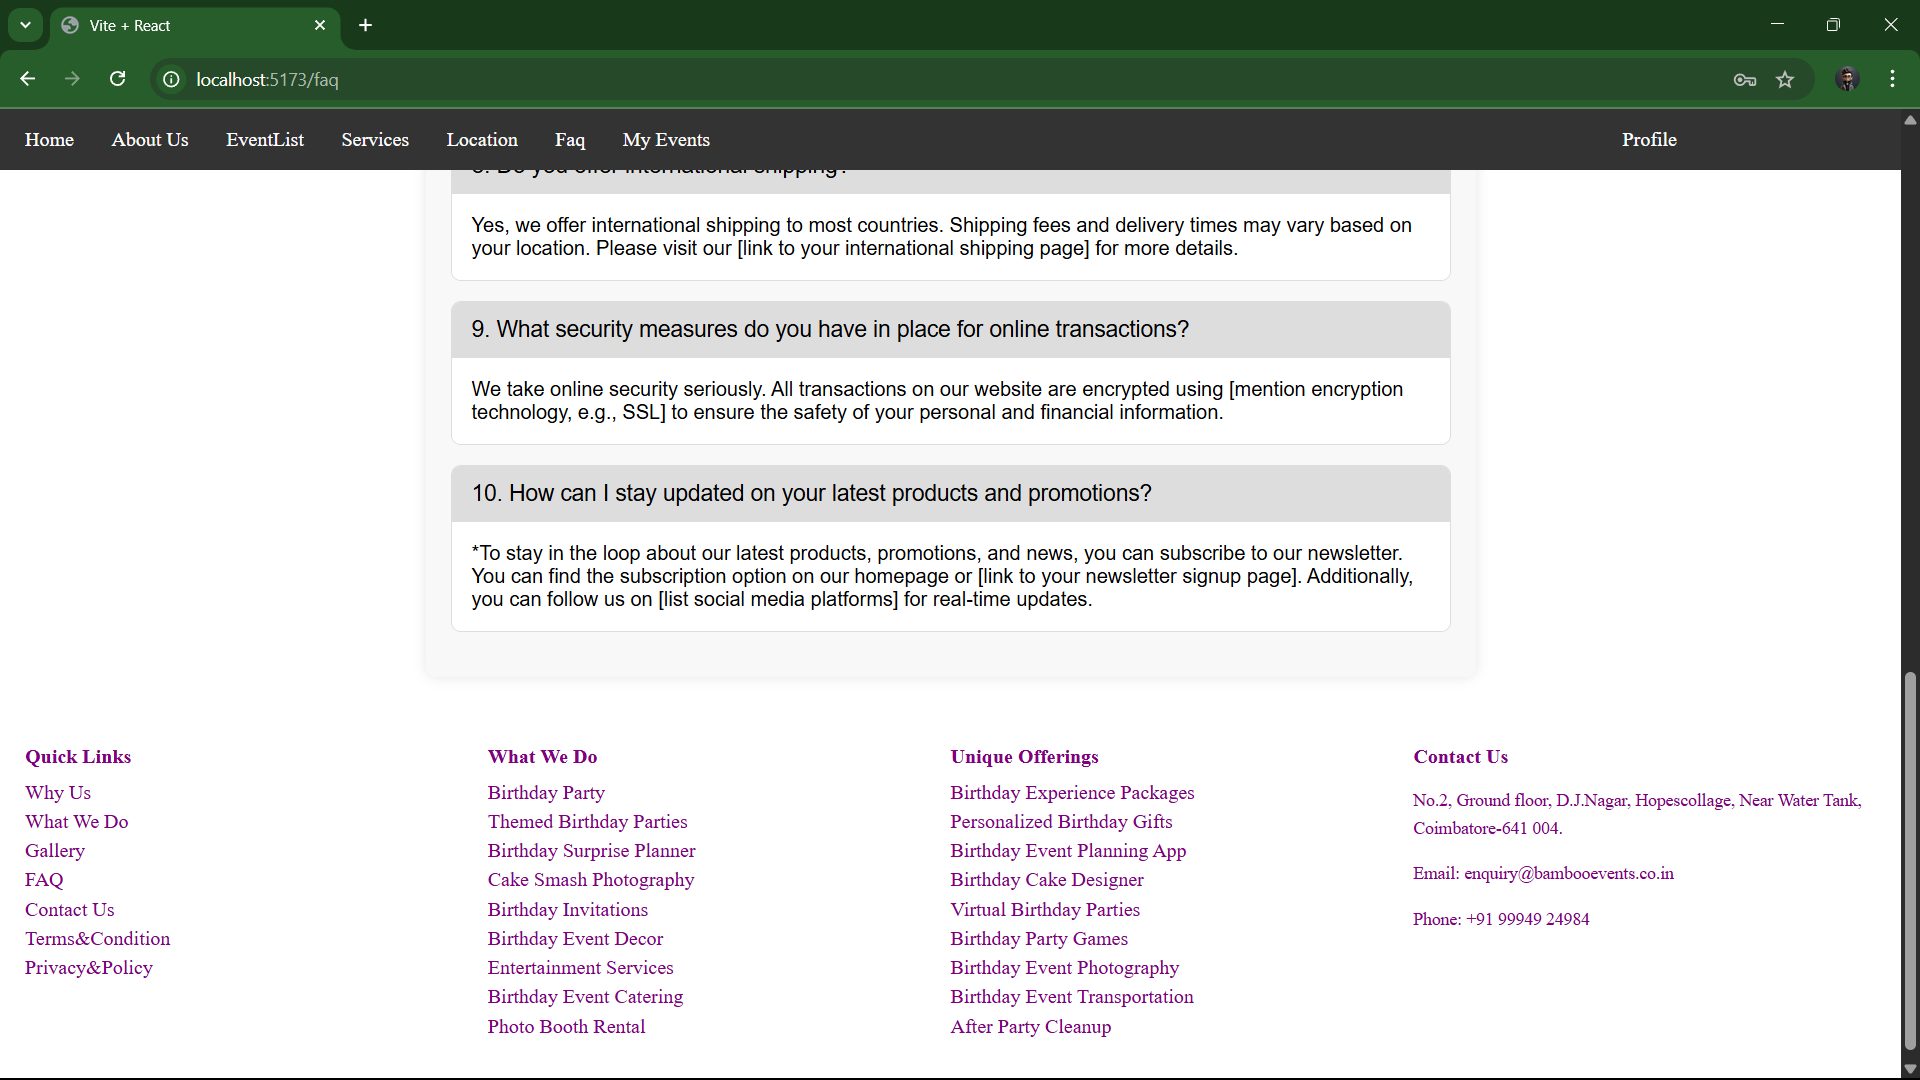 Vite + React
localhost:5173/faq
Home About Us EventList Services Location Faq My Events Profile
8. Do you offer international shipping?
Yes, we offer international shipping to most countries. Shipping fees and delivery times may vary based on
your location. Please visit our [link to your international shipping page] for more details.
9. What security measures do you have in place for online transactions?
We take online security seriously. All transactions on our website are encrypted using [mention encryption
technology, e.g., SSL] to ensure the safety of your personal and financial information.
10. How can I stay updated on your latest products and promotions?
*To stay in the loop about our latest products, promotions, and news, you can subscribe to our newsletter.
You can find the subscription option on our homepage or [link to your newsletter signup page]. Additionally,
you can follow us on [list social media platforms] for real-time updates.
Quick Links
Why Us
What We Do
Gallery
FAQ
Contact Us
Terms&Condition
Privacy&Policy
What We Do
Birthday Party
Themed Birthday Parties
Birthday Surprise Planner
Cake Smash Photography
Birthday Invitations
Birthday Event Decor
Entertainment Services
Birthday Event Catering
Photo Booth Rental
Unique Offerings
Birthday Experience Packages
Personalized Birthday Gifts
Birthday Event Planning App
Birthday Cake Designer
Virtual Birthday Parties
Birthday Party Games
Birthday Event Photography
Birthday Event Transportation
After Party Cleanup
Contact Us
No.2, Ground floor, D.J.Nagar, Hopescollage, Near Water Tank,
Coimbatore-641 004.
Email: enquiry@bambooevents.co.in
Phone: +91 99949 24984